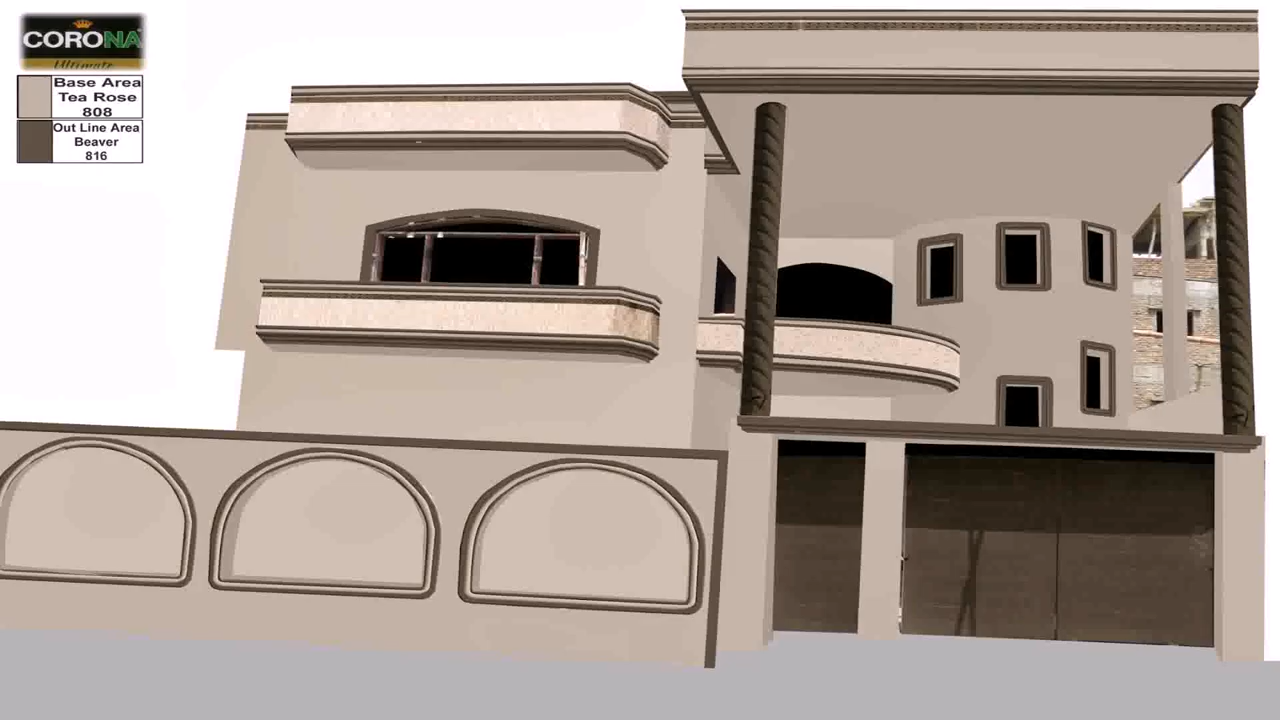 CORONA
Ultimate
Base Area
Tea Rose
808
Out Line Area
Beaver
816